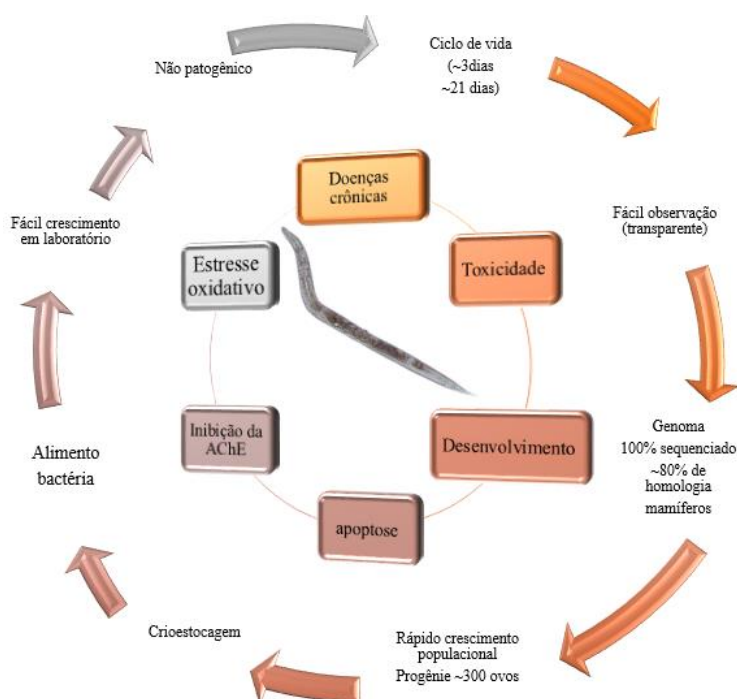 Não patogênico
Ciclo de vida
(~3dias
~21 dias)
Fácil observação
(transparente)
Genoma
100% sequenciado
~80% de
homologia
mamíferos
Rápido crescimento
populacional
Progênie ~300 ovos
Crioestocagem
Alimento
bactéria
Fácil crescimento
em laboratório
Doenças
crônicas
Toxicidade
Desenvolvimento
apoptose
Inibição da
AChE
Estresse
oxidativo